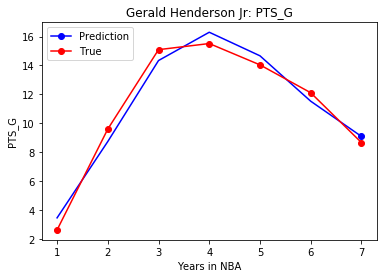 Gerald Henderson Jr: PTS_G
Prediction
True
16
14
12
10
8
6
4
2
PTS_G
1 2 3 4 5 6 7
Years in NBA